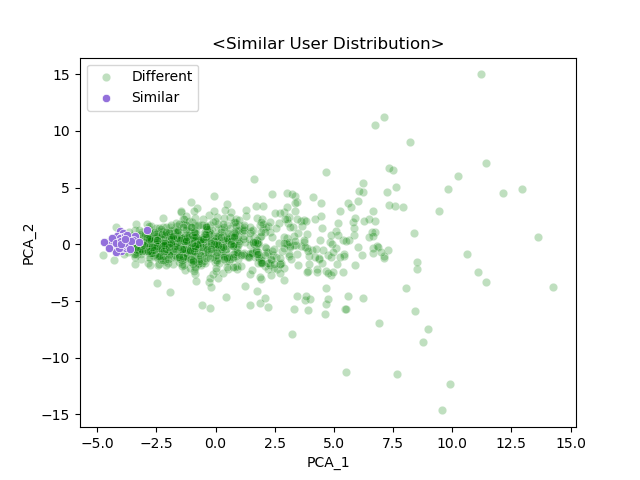 <Similar User Distribution>
Different
Similar
15
10
5
0
−5
−10
−15
PCA_2
−5.0 −2.5 0.0 2.5 5.0 7.5 10.0 12.5 15.0
PCA_1